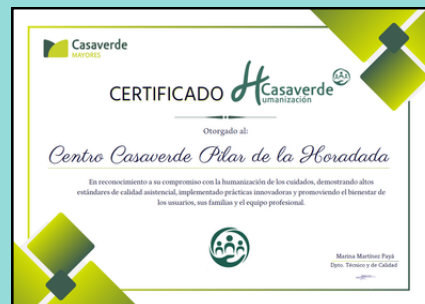 Casaverde
MAYORES
CERTIFICADO
H Casaverde
umanización
Otorgado al:
Centro Casaverde Pilar de la Horadada
En reconocimiento a su compromiso con la humanización de los cuidados, demostrando altos
estándares de calidad asistencial, implementado prácticas innovadoras y promoviendo el bienestar de
los usuarios, sus familias y el equipo profesional.
Marina Martínez Payá
Dpto. Técnico y de Calidad